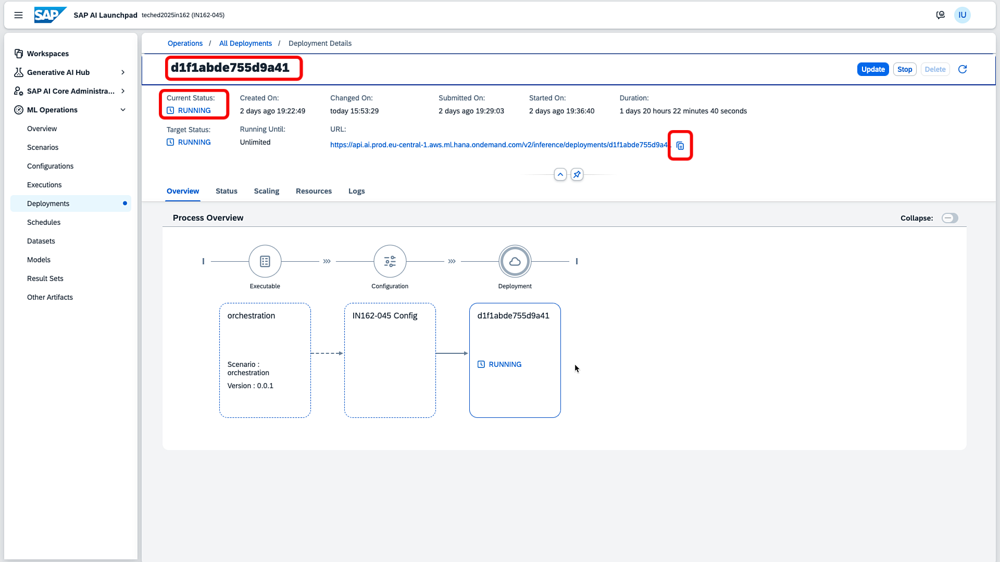 SAP SAP AI Launchpad teched2025in162 (IN162-045) IU
Workspaces
Generative AI Hub
SAP AI Core Administra...
ML Operations
Overview
Scenarios
Configurations
Executions
Deployments
Schedules
Datasets
Models
Result Sets
Other Artifacts
Operations / All Deployments / Deployment Details
d1f1abde755d9a41
Update Stop Delete
Current Status: Created On: Changed On: Submitted On: Started On: Duration:
RUNNING 2 days ago 19:22:49 today 15:53:29 2 days ago 19:29:03 2 days ago 19:36:40 1 days 20 hours 22 minutes 40 seconds
Target Status: Running Until: URL:
RUNNING Unlimited https://api.ai.prod.eu-central-1.aws.ml.hana.ondemand.com/v2/inference/deployments/d1f1abde755d9a41
Overview Status Scaling Resources Logs
Process Overview Collapse:
Executable Configuration Deployment
orchestration IN162-045 Config d1f1abde755d9a41
Scenario : RUNNING
orchestration
Version : 0.0.1